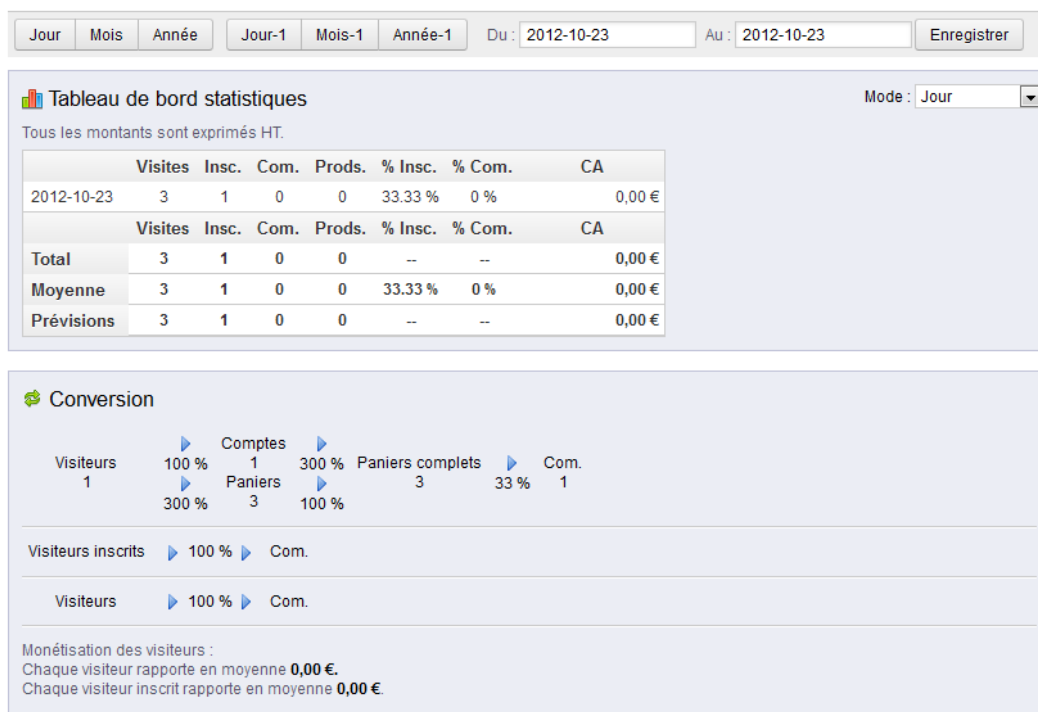 Jour Mois Année Jour-1 Mois-1 Année-1 Du : 2012-10-23 Au : 2012-10-23 Enregistrer
Tableau de bord statistiques
Mode : Jour
Tous les montants sont exprimés HT.
Visites Insc. Com. Prods. % Insc. % Com. CA
2012-10-23 3 1 0 0 33.33 % 0 % 0,00 €
Visites Insc. Com. Prods. % Insc. % Com. CA
Total 3 1 0 0 -- -- 0,00 €
Moyenne 3 1 0 0 33.33 % 0 % 0,00 €
Prévisions 3 1 0 0 -- -- 0,00 €
Conversion
Comptes
Visiteurs 100 % 1 300 % Paniers complets Com.
1 Paniers 3 33 % 1
300 % 3 100 %
Visiteurs inscrits 100 % Com.
Visiteurs 100 % Com.
Monétisation des visiteurs :
Chaque visiteur rapporte en moyenne 0,00 €.
Chaque visiteur inscrit rapporte en moyenne 0,00 €.